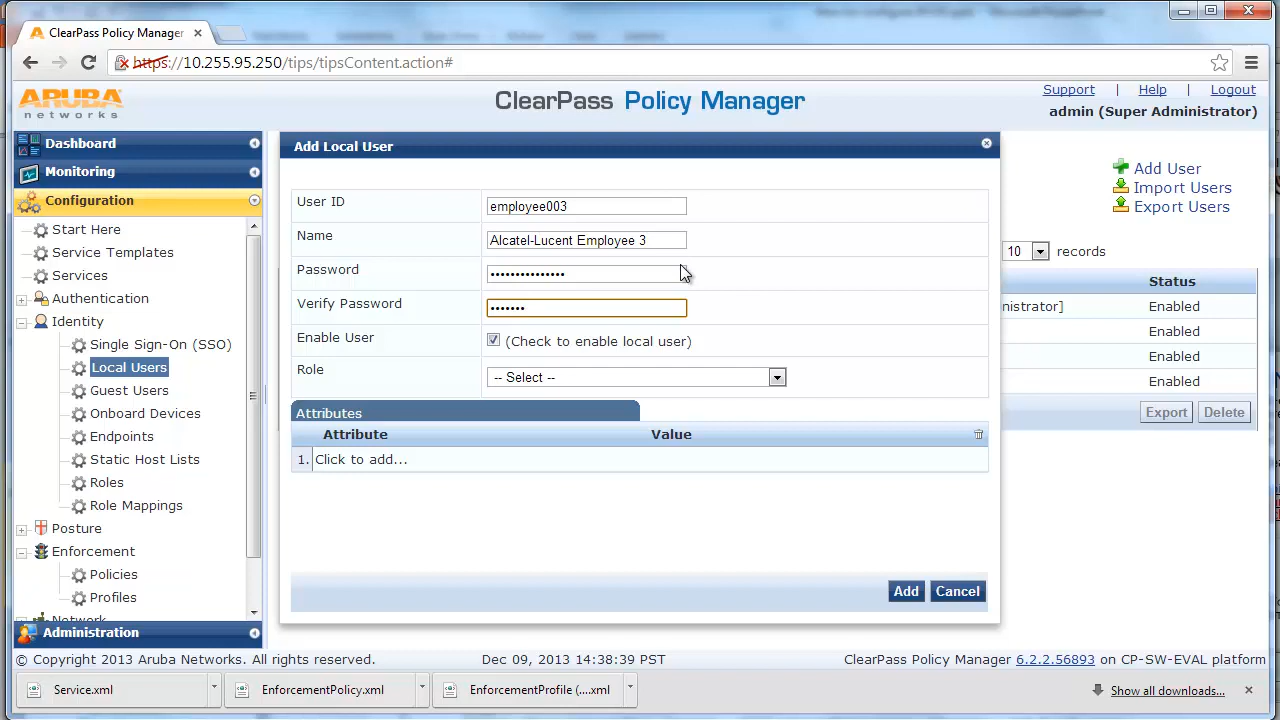 ClearPass Policy Manager
https://10.255.95.250/tips/tipsContent.action#
ARUBA
networks
ClearPass Policy Manager
Support | Help | Logout
admin (Super Administrator)
Dashboard
Monitoring
Configuration
Start Here
Service Templates
Services
Authentication
Identity
Single Sign-On (SSO)
Local Users
Guest Users
Onboard Devices
Endpoints
Static Host Lists
Roles
Role Mappings
Posture
Enforcement
Policies
Profiles
Network
Administration
Add Local User
User ID employee003
Name Alcatel-Lucent Employee 3
Password •••••••••••••••
Verify Password •••••••
Enable User (Check to enable local user)
Role -- Select --
Attributes
Attribute Value
1. Click to add...
Add Cancel
Add User
Import Users
Export Users
10 records
Status
nistrator] Enabled
Enabled
Enabled
Enabled
Export Delete
© Copyright 2013 Aruba Networks. All rights reserved. Dec 09, 2013 14:38:39 PST ClearPass Policy Manager 6.2.2.56893 on CP-SW-EVAL platform
Service.xml EnforcementPolicy.xml EnforcementProfile (....xml Show all downloads...